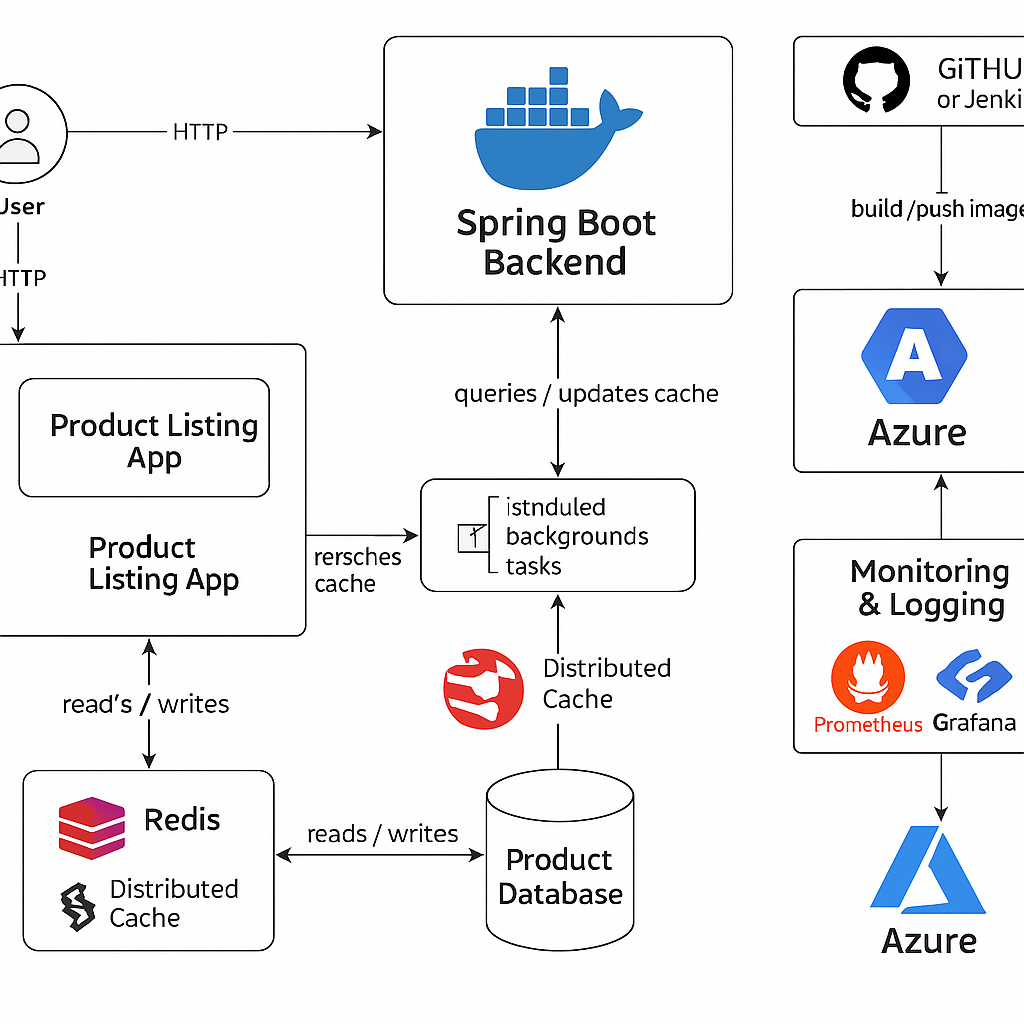 HTTP
Spring Boot
Backend
GiTHU
or Jenki
User
HTTP
build /push image
Product Listing
App
Product
Listing App
queries / updates cache
Azure
rersches
cache
istnduled
backgrounds
tasks
Monitoring
& Logging
Prometheus
Grafana
read's / writes
Distributed
Cache
Redis
Distributed
Cache
reads / writes
Product
Database
Azure